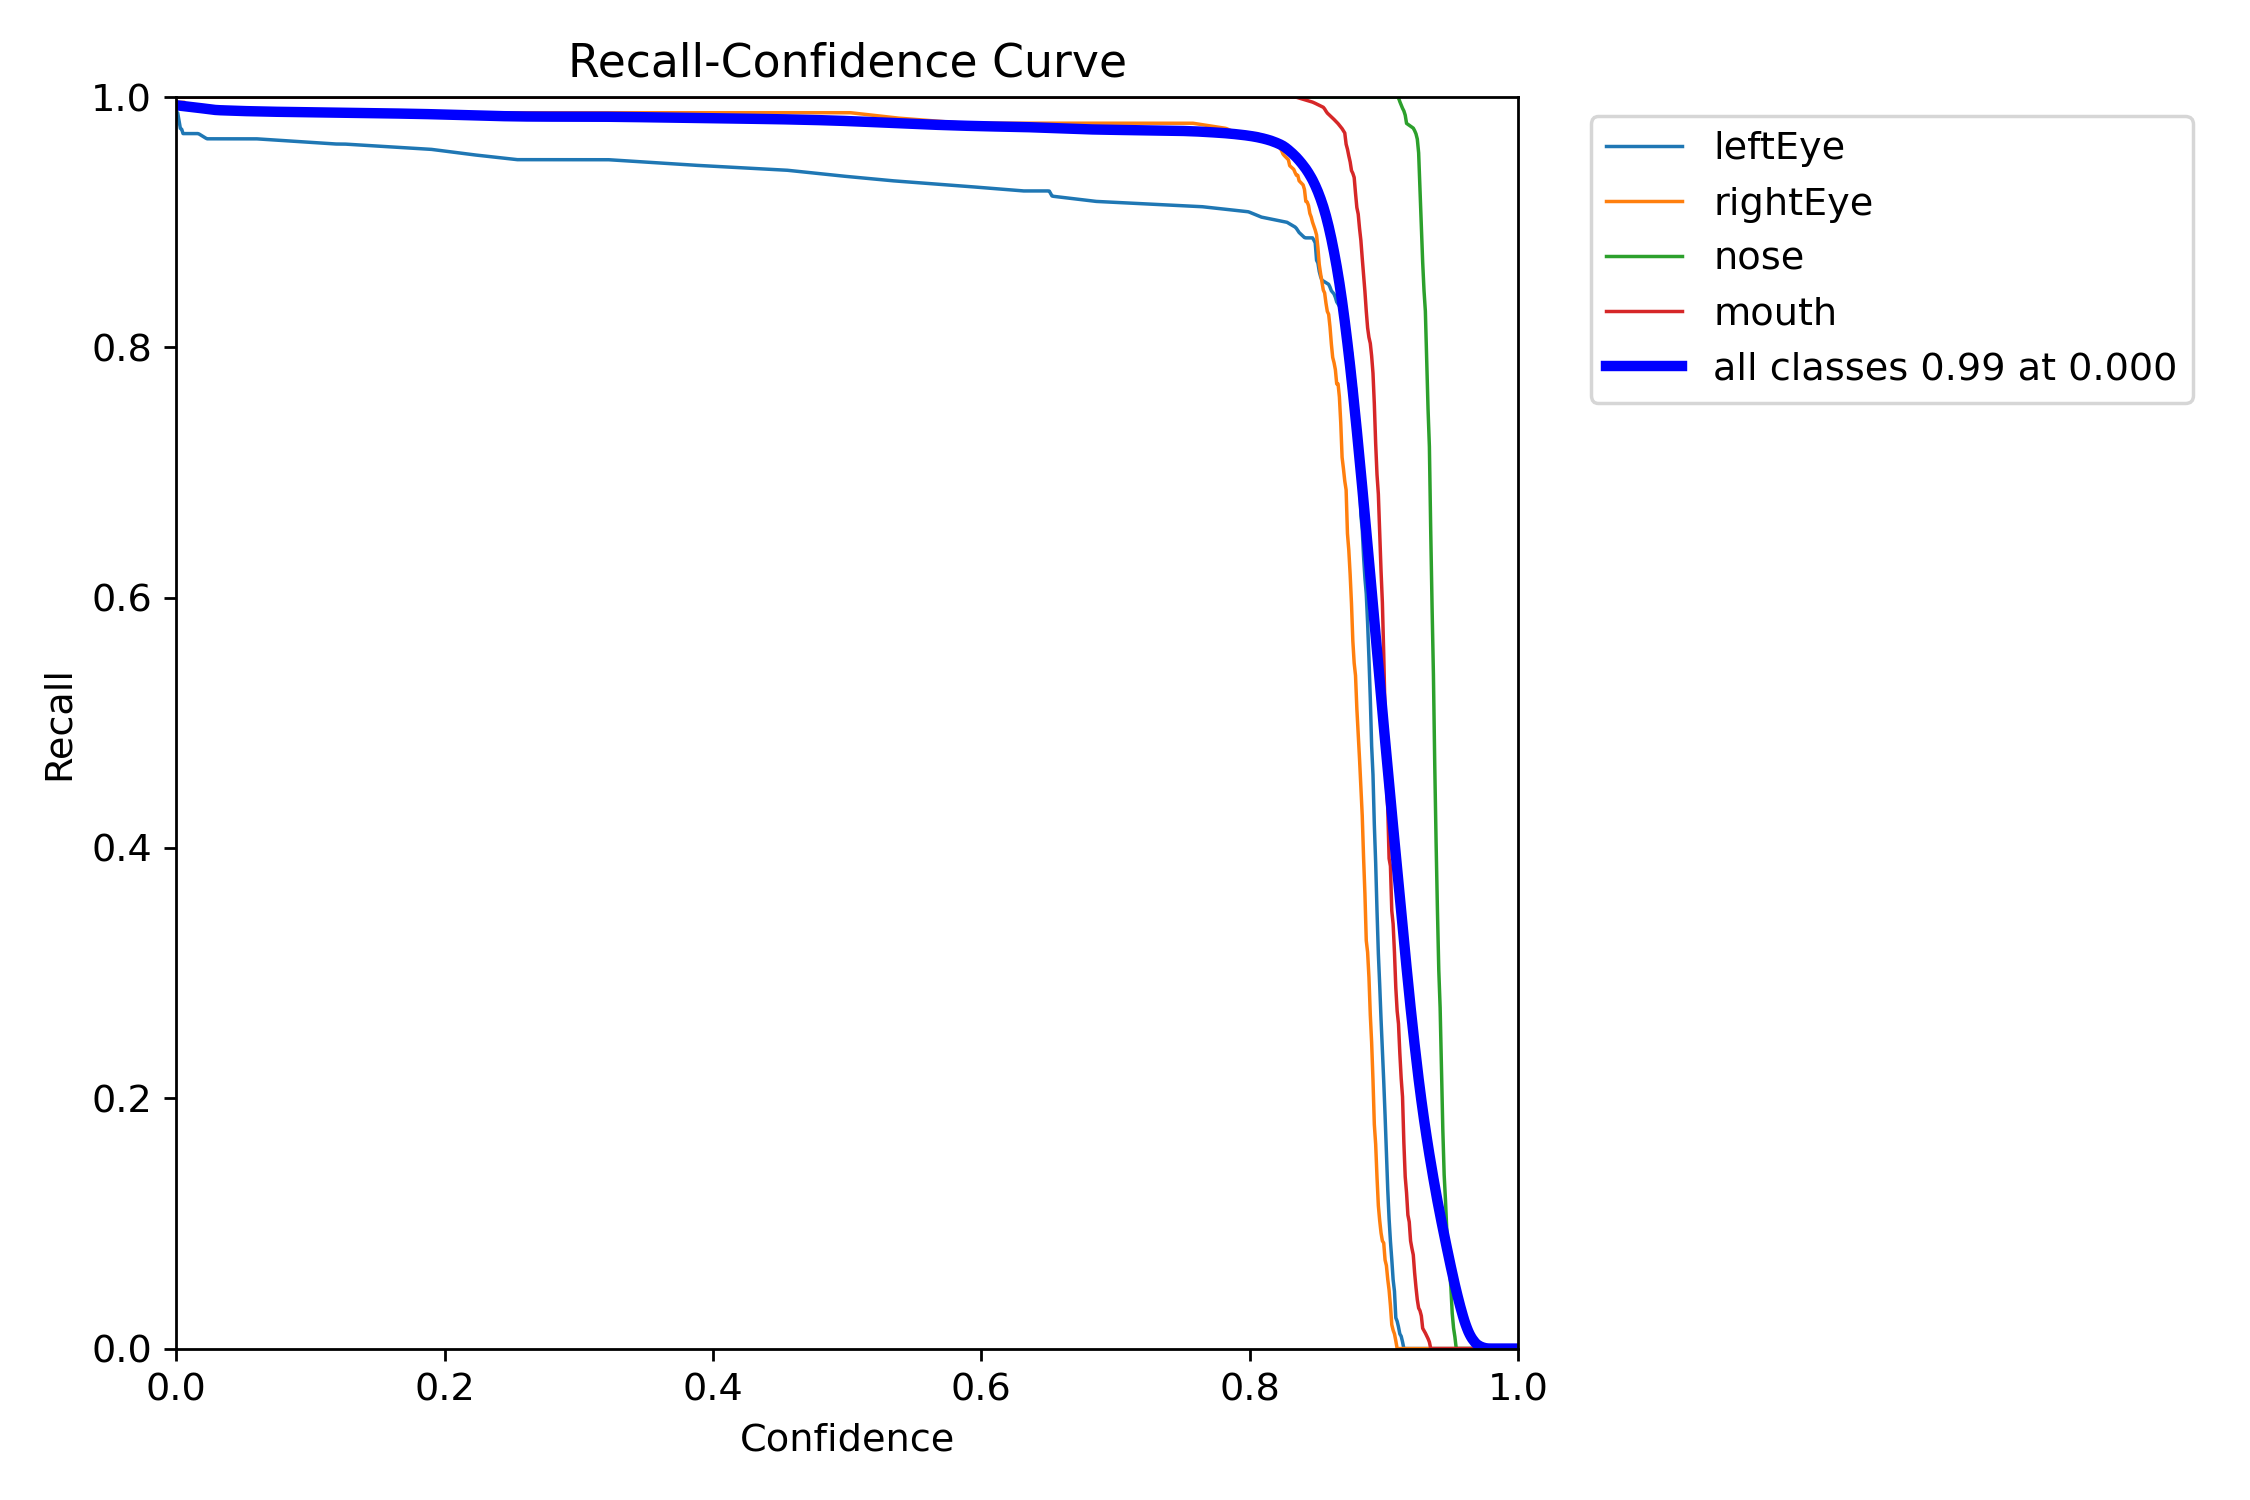 Recall-Confidence Curve
1.0
0.8
0.6
0.4
0.2
0.0
Recall
0.0 0.2 0.4 0.6 0.8 1.0
Confidence
leftEye
rightEye
nose
mouth
all classes 0.99 at 0.000